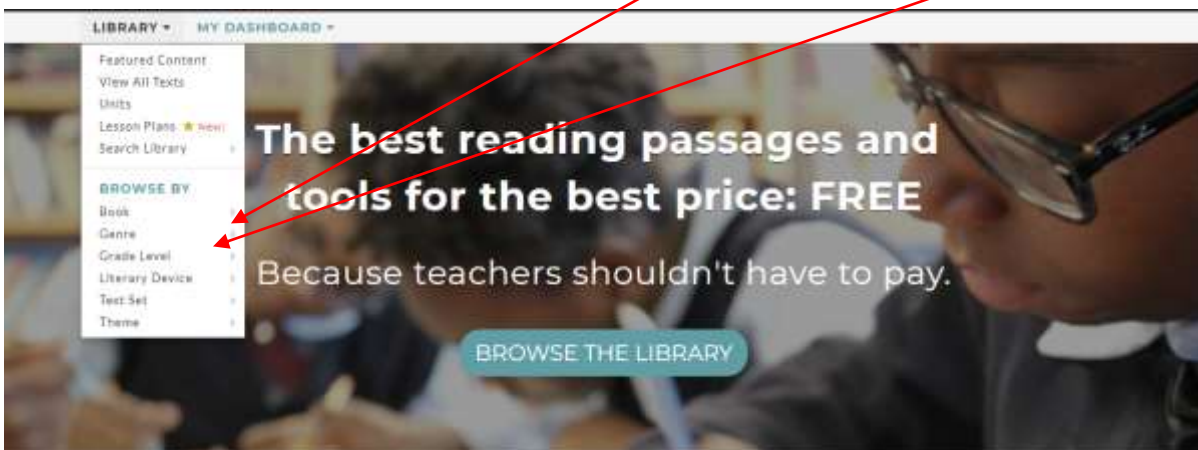 LIBRARY MY DASHBOARD
Featured Content
View All Texts
Units
Lesson Plans New!
Search Library
BROWSE BY
Book
Genre
Grade Level
Literary Device
Text Set
Theme
The best reading passages and
tools for the best price: FREE
Because teachers shouldn't have to pay.
BROWSE THE LIBRARY